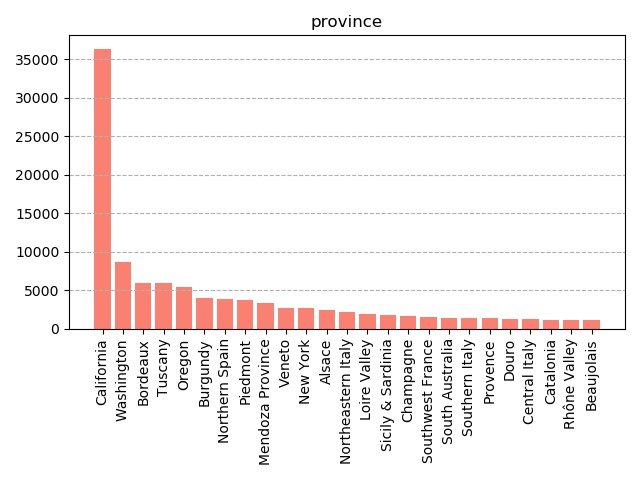 province
35000
30000
25000
20000
15000
10000
5000
0
California
Washington
Bordeaux
Tuscany
Oregon
Burgundy
Northern Spain
Piedmont
Mendoza Province
Veneto
New York
Alsace
Northeastern Italy
Loire Valley
Sicily & Sardinia
Champagne
Southwest France
South Australia
Southern Italy
Provence
Douro
Central Italy
Catalonia
Rhône Valley
Beaujolais